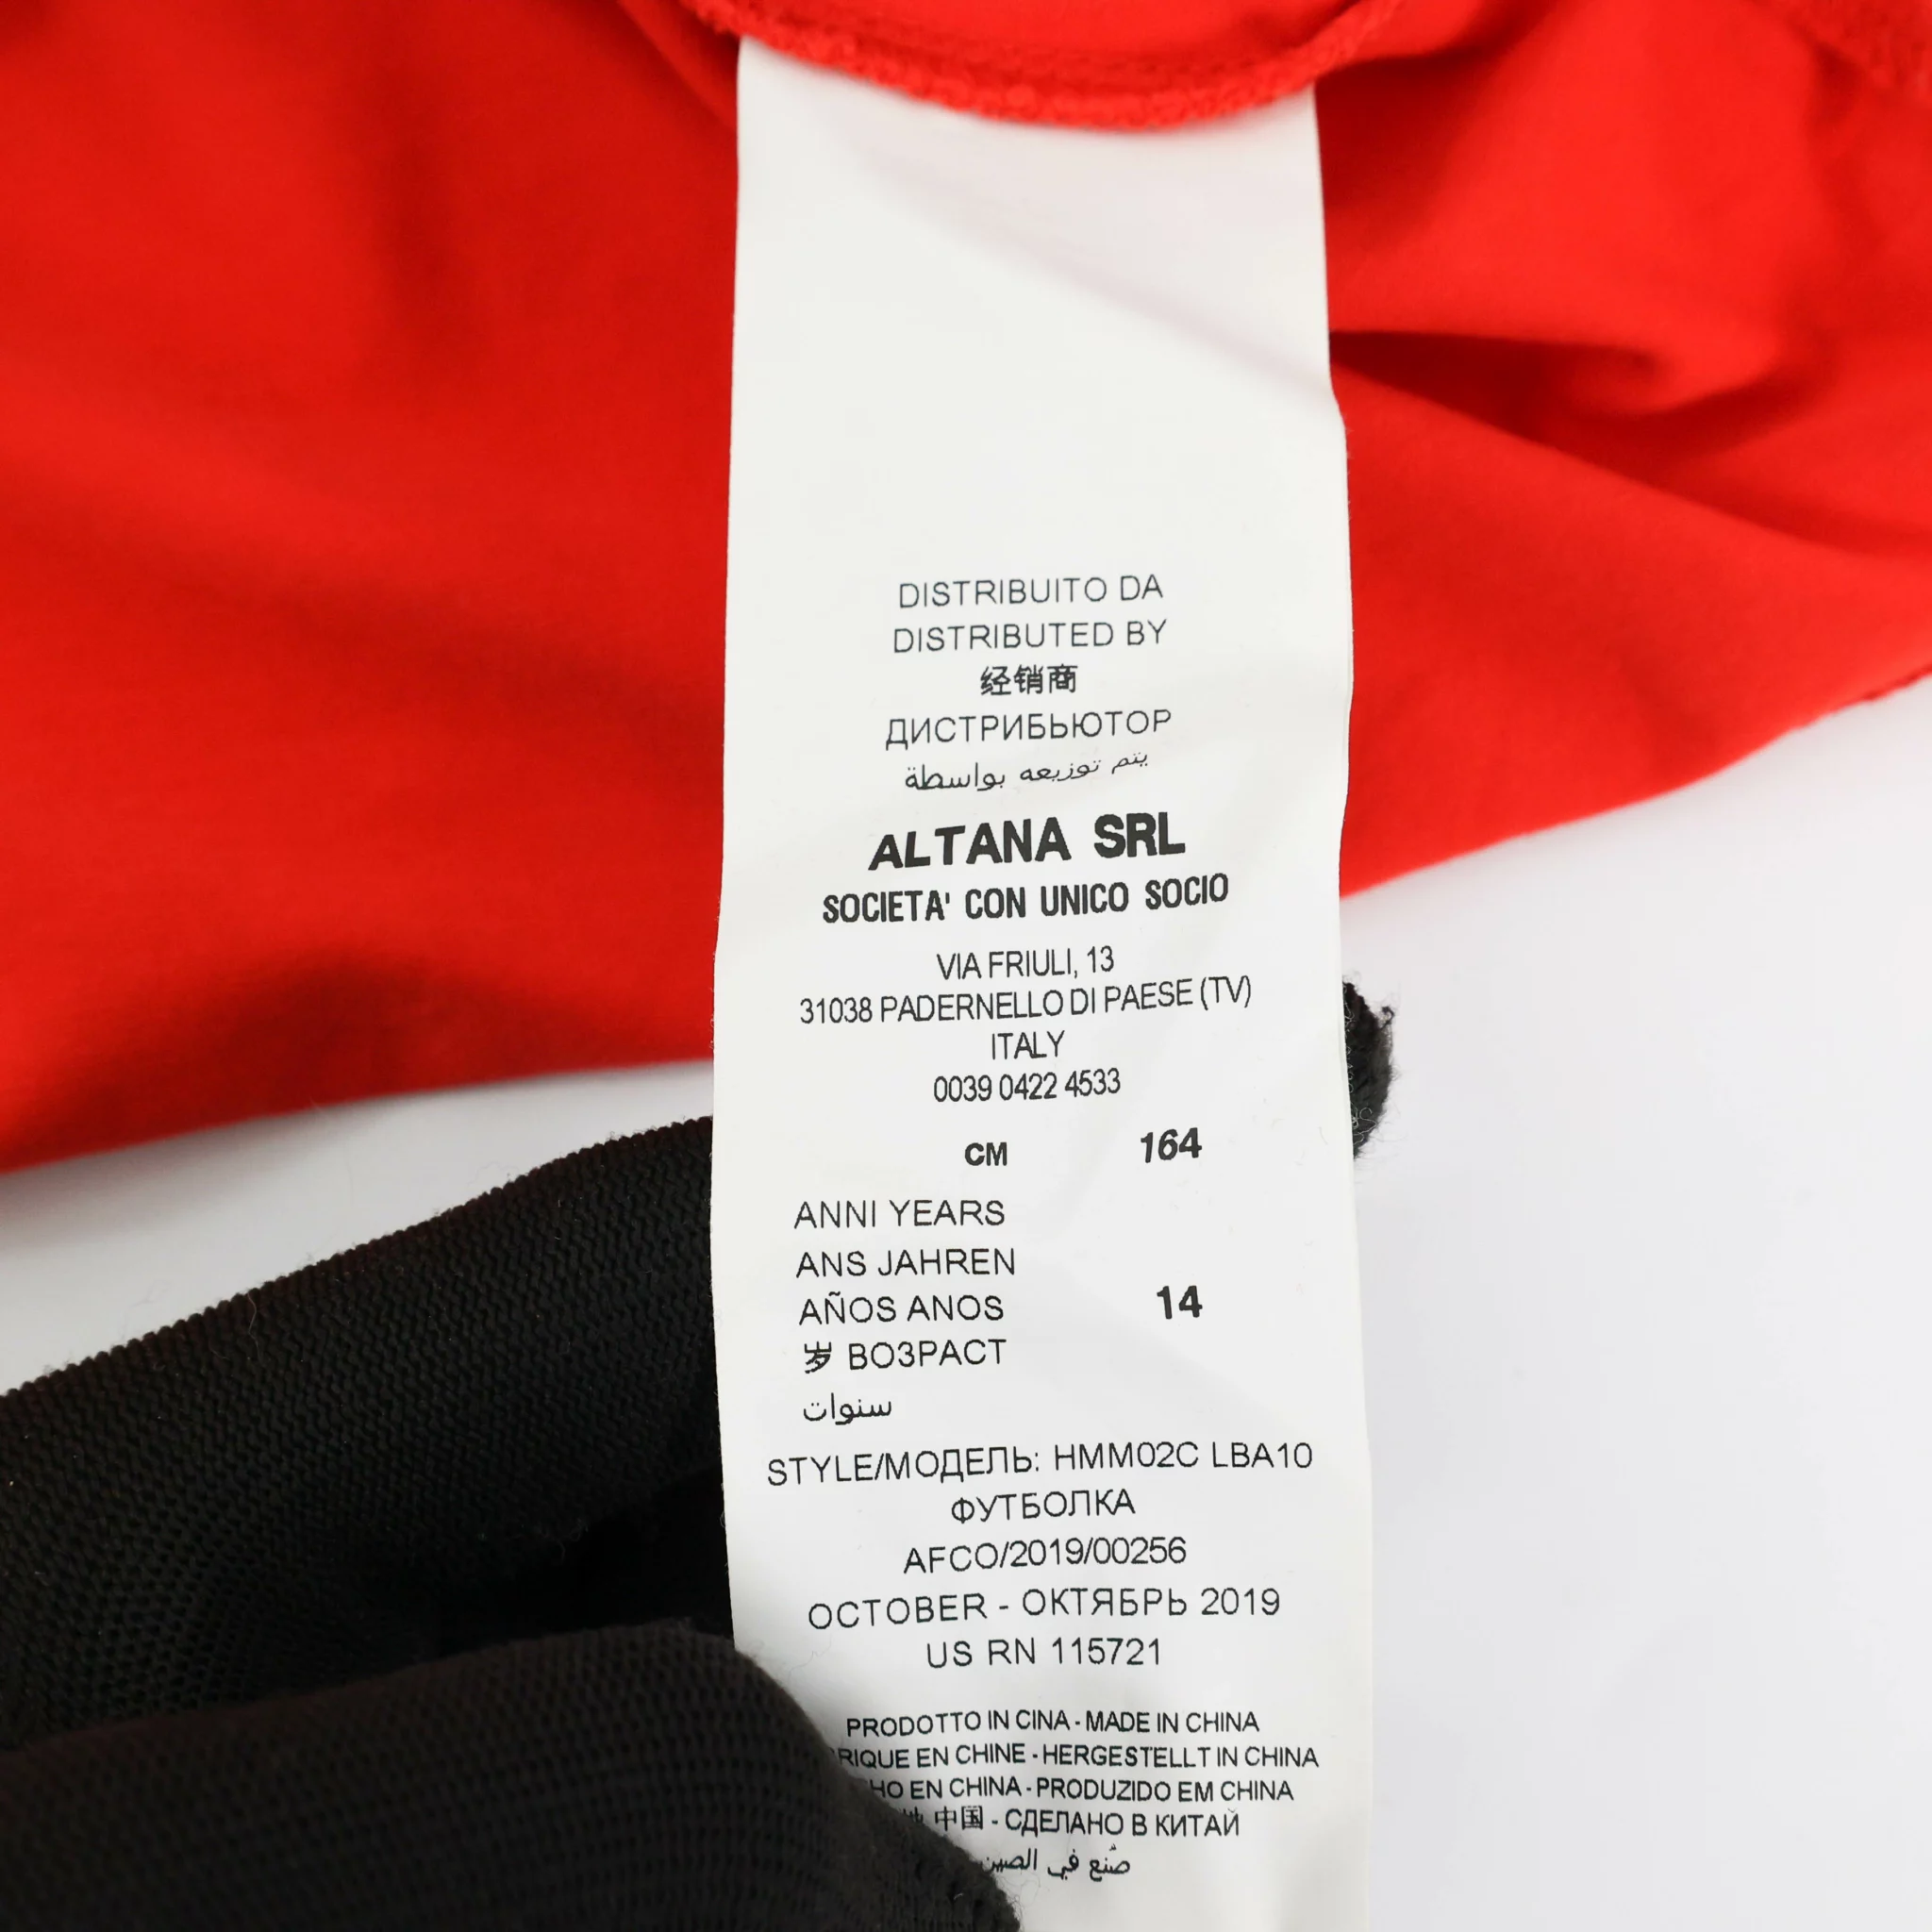 DISTRIBUITO DA
DISTRIBUTED BY
经销商
ДИСТРИБЬЮТОР
يتم توزيعه بواسطة
ALTANA SRL
SOCIETA' CON UNICO SOCIO
VIA FRIULI, 13
31038 PADERNELLO DI PAESE (TV)
ITALY
0039 0422 4533
CM 164
ANNI YEARS
ANS JAHREN
AÑOS ANOS 14
岁 ВОЗРАСТ
سنوات
STYLE/МОДЕЛЬ: HMM02C LBA10
ФУТБОЛКА
AFCO/2019/00256
OCTOBER - ОКТЯБРЬ 2019
US RN 115721
PRODOTTO IN CINA - MADE IN CHINA
EN CHINE - HERGESTELLT IN CHINA
EN CHINA - PRODUZIDO EM CHINA
中国 - СДЕЛАНО В КИТАЙ
صُنع في الصين